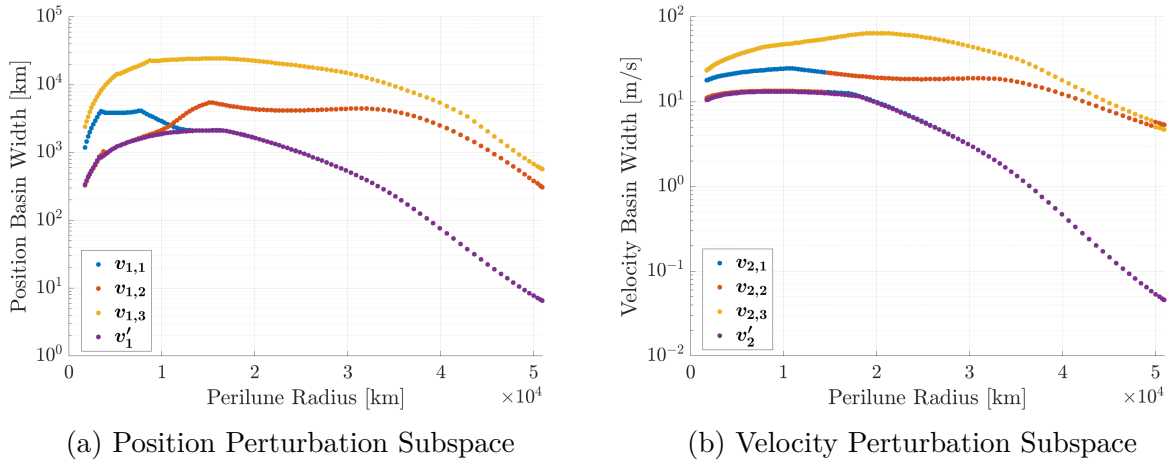 10^5
10^4
10^3
10^2
10^1
10^0
Position Basin Width [km]
v_{1,1}
v_{1,2}
v_{1,3}
v'_1
0 1 2 3 4 5
×10^4
Perilune Radius [km]
(a) Position Perturbation Subspace
10^2
10^1
10^0
10^{-1}
10^{-2}
Velocity Basin Width [m/s]
v_{2,1}
v_{2,2}
v_{2,3}
v'_2
0 1 2 3 4 5
×10^4
Perilune Radius [km]
(b) Velocity Perturbation Subspace